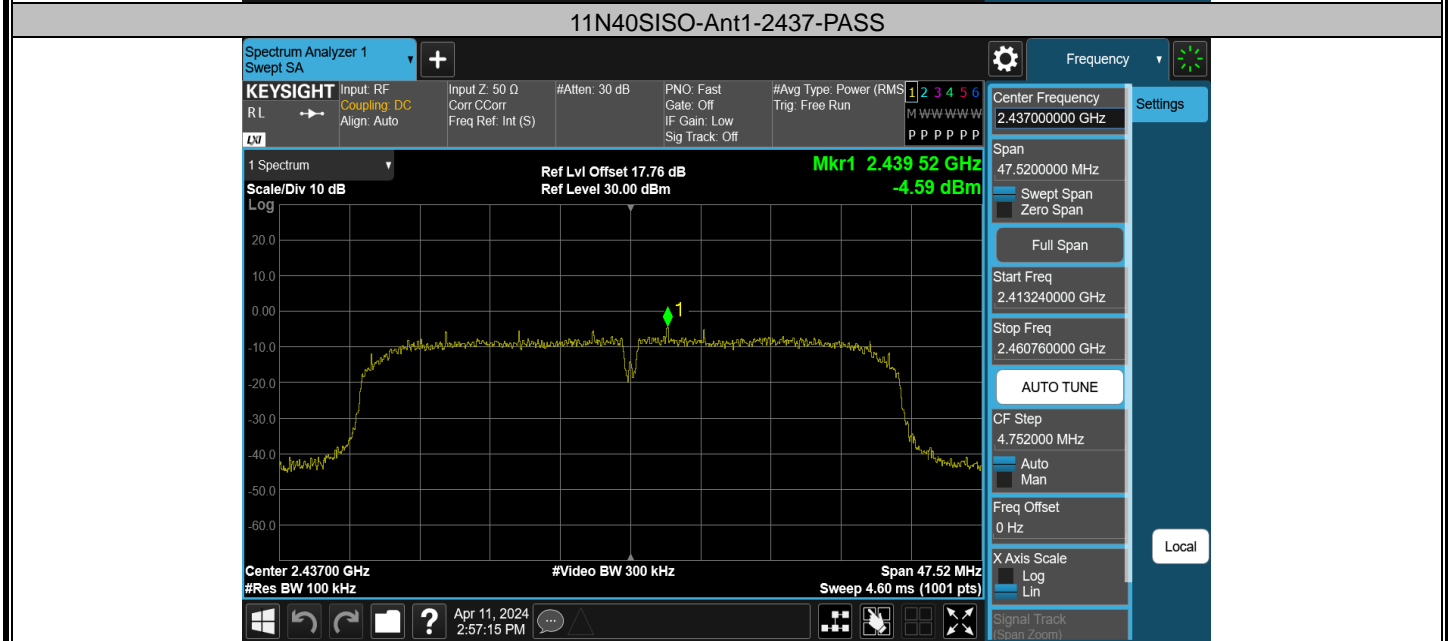 11N40SISO-Ant1-2437-PASS
Spectrum Analyzer 1
Swept SA
Frequency
KEYSIGHT
RL
LXI
Input: RF
Coupling: DC
Align: Auto
Input Z: 50 Ω
Corr CCorr
Freq Ref: Int (S)
#Atten: 30 dB
PNO: Fast
Gate: Off
IF Gain: Low
Sig Track: Off
#Avg Type: Power (RMS
Trig: Free Run
1 2 3 4 5 6
M W W W W W
P P P P P P
1 Spectrum
Scale/Div 10 dB
Log
Ref Lvl Offset 17.76 dB
Ref Level 30.00 dBm
Mkr1 2.439 52 GHz
-4.59 dBm
20.0
10.0
0.00
-10.0
-20.0
-30.0
-40.0
-50.0
-60.0
1
Center 2.43700 GHz
#Res BW 100 kHz
#Video BW 300 kHz
Span 47.52 MHz
Sweep 4.60 ms (1001 pts)
Center Frequency
2.437000000 GHz
Span
47.5200000 MHz
Swept Span
Zero Span
Full Span
Start Freq
2.413240000 GHz
Stop Freq
2.460760000 GHz
AUTO TUNE
CF Step
4.752000 MHz
Auto
Man
Freq Offset
0 Hz
X Axis Scale
Log
Lin
Signal Track
(Span Zoom)
Settings
Local
?
Apr 11, 2024
2:57:15 PM